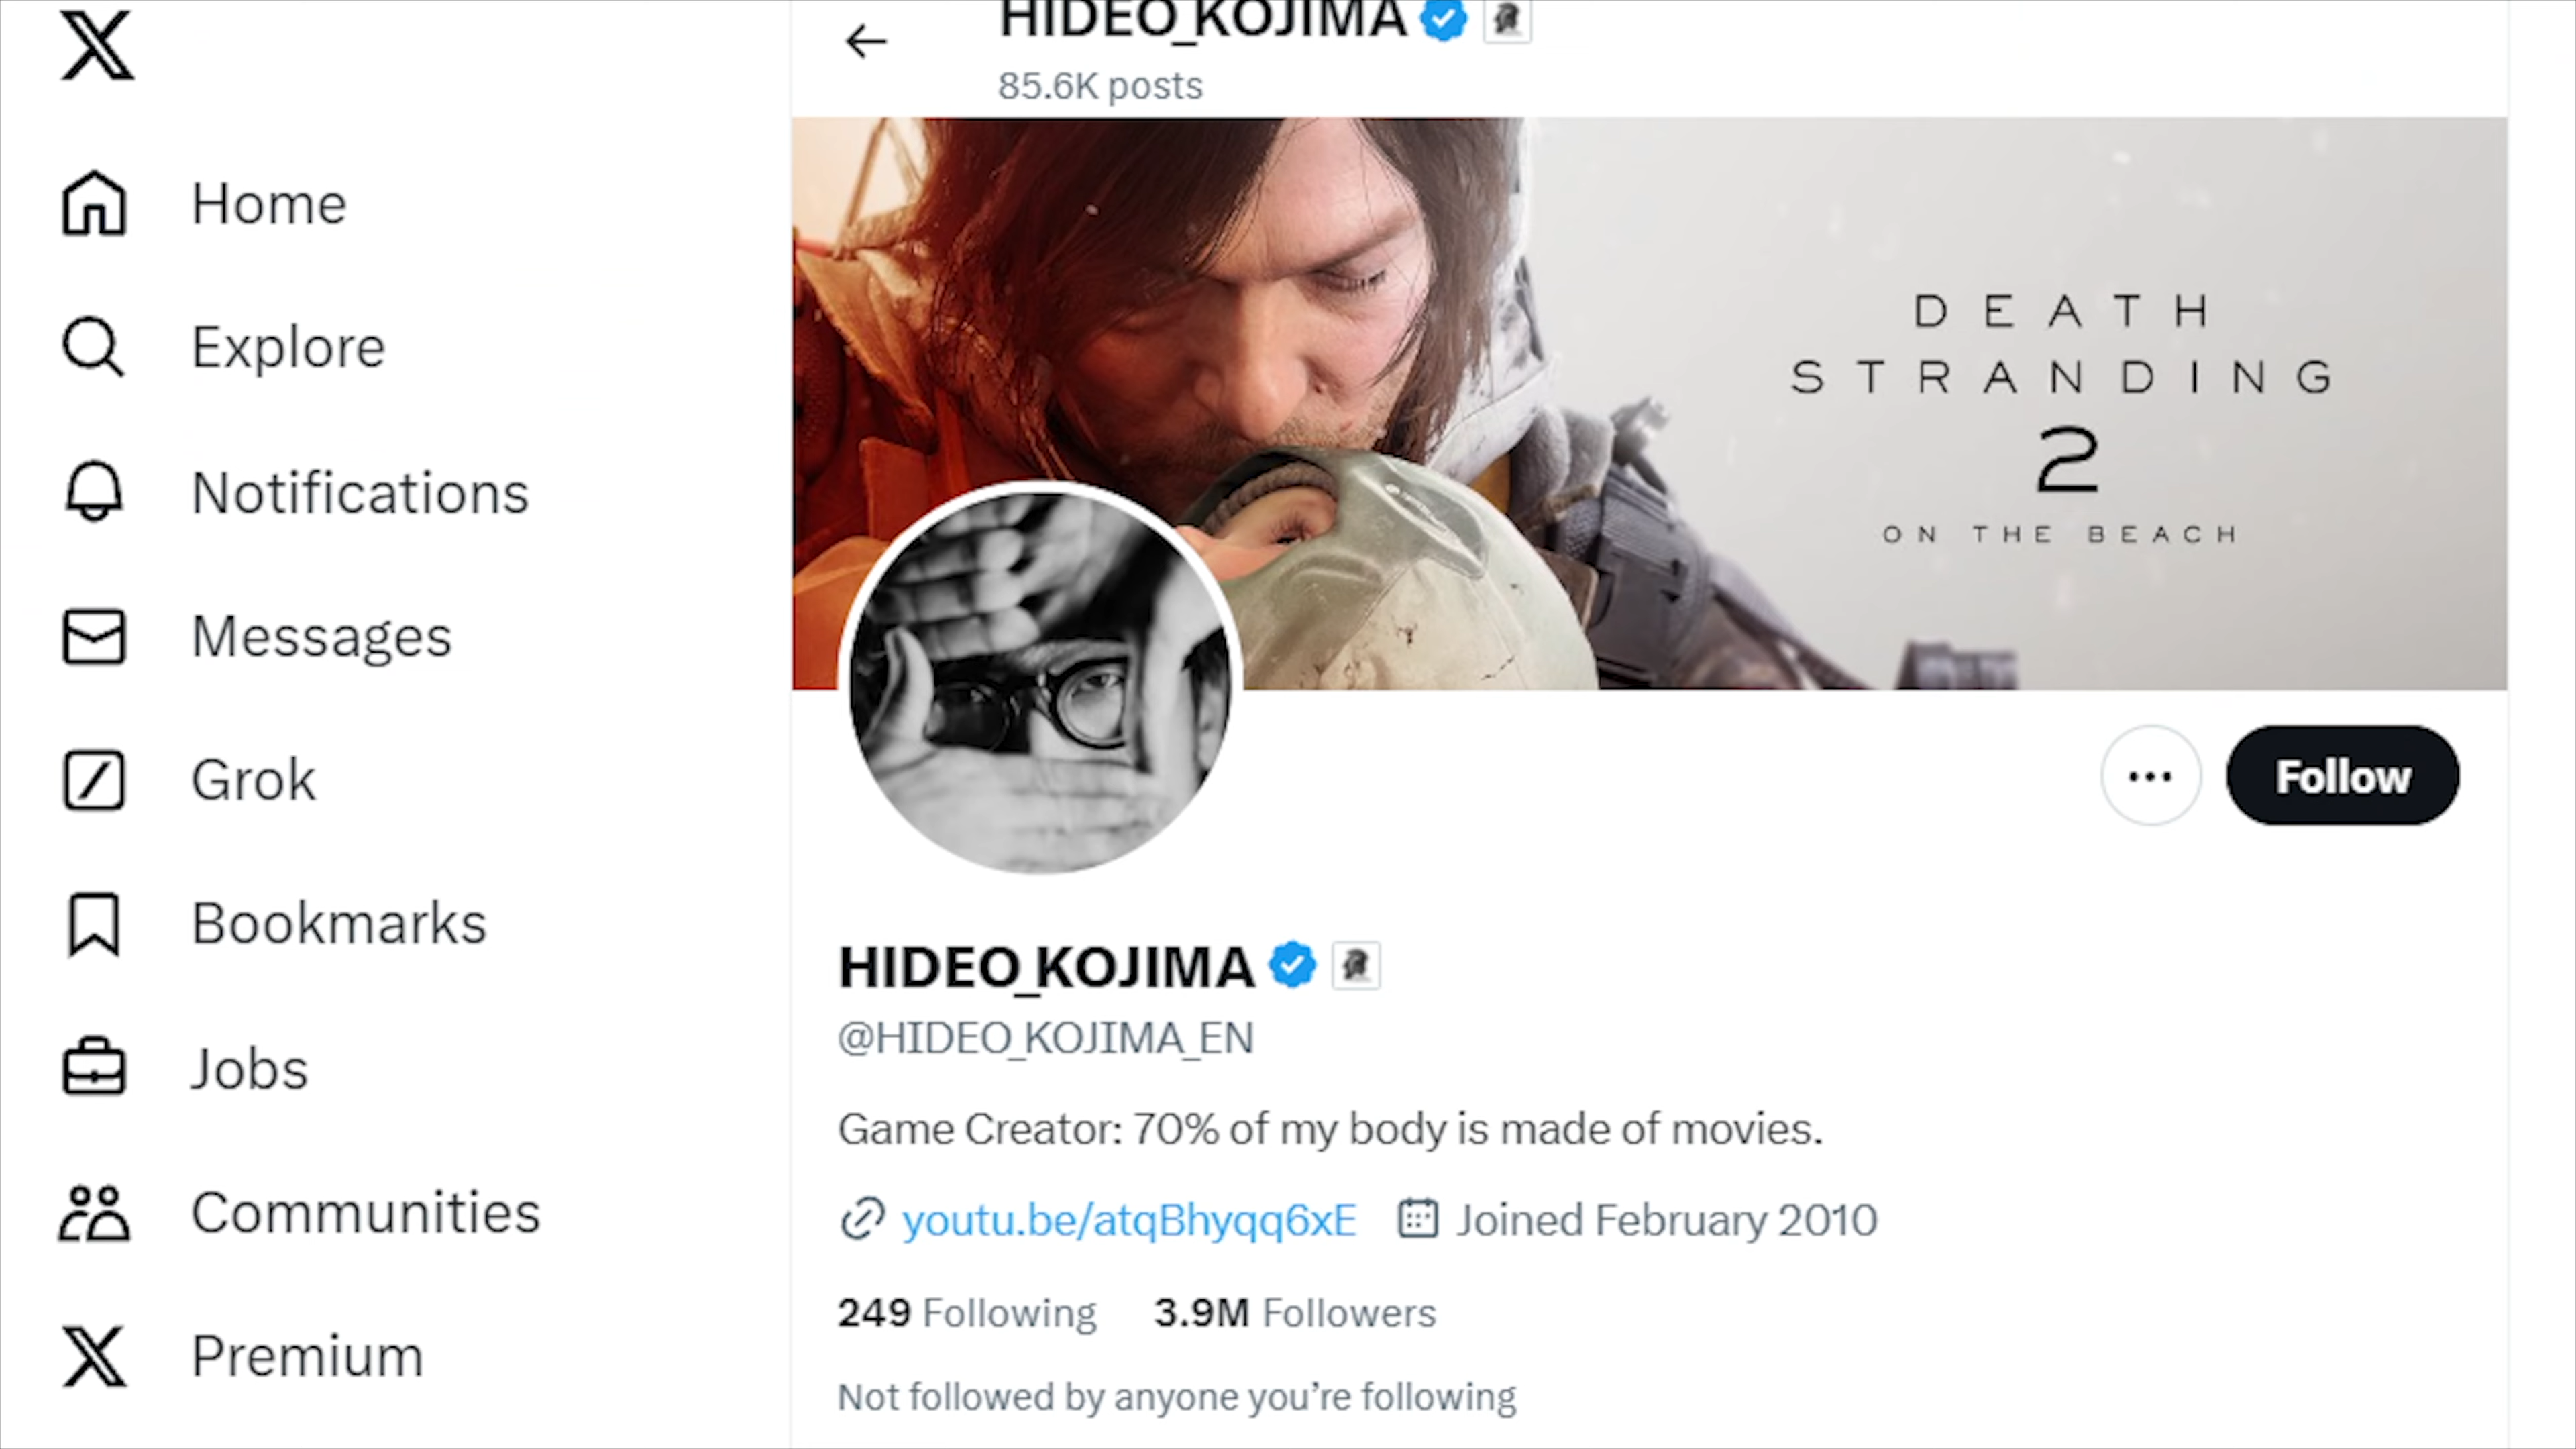 Home
Explore
Notifications
Messages
Grok
Bookmarks
Jobs
Communities
Premium
HIDEO_KOJIMA
85.6K posts
DEATH
STRANDING
2
ON THE BEACH
Follow
HIDEO_KOJIMA
@HIDEO_KOJIMA_EN
Game Creator: 70% of my body is made of movies.
youtu.be/atqBhyqq6xE Joined February 2010
249 Following 3.9M Followers
Not followed by anyone you’re following